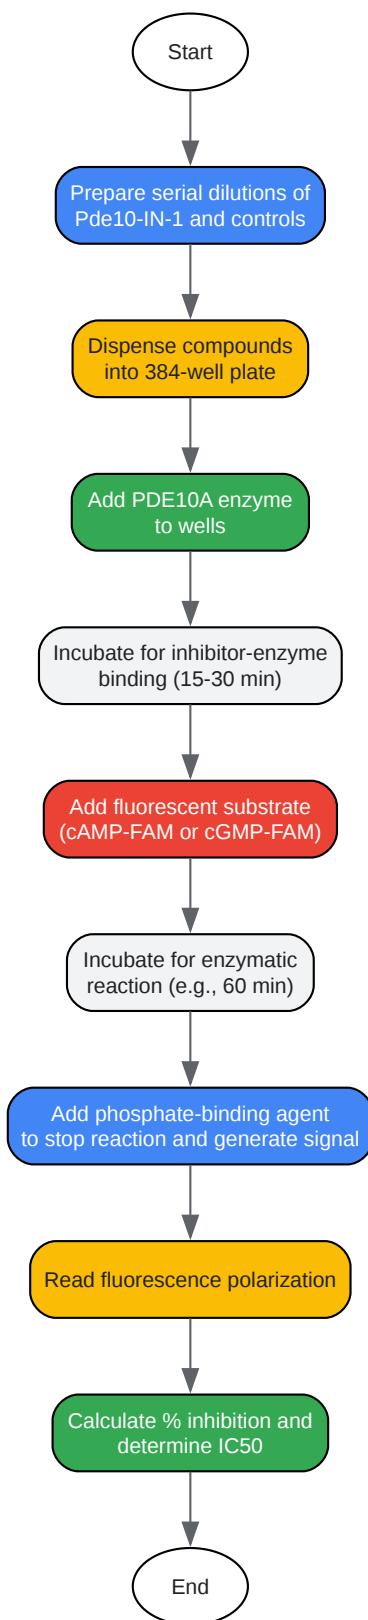 Start
Prepare serial dilutions of
Pde10-IN-1 and controls
Dispense compounds
into 384-well plate
Add PDE10A enzyme
to wells
Incubate for inhibitor-enzyme
binding (15-30 min)
Add fluorescent substrate
(cAMP-FAM or cGMP-FAM)
Incubate for enzymatic
reaction (e.g., 60 min)
Add phosphate-binding agent
to stop reaction and generate signal
Read fluorescence polarization
Calculate % inhibition and
determine IC50
End